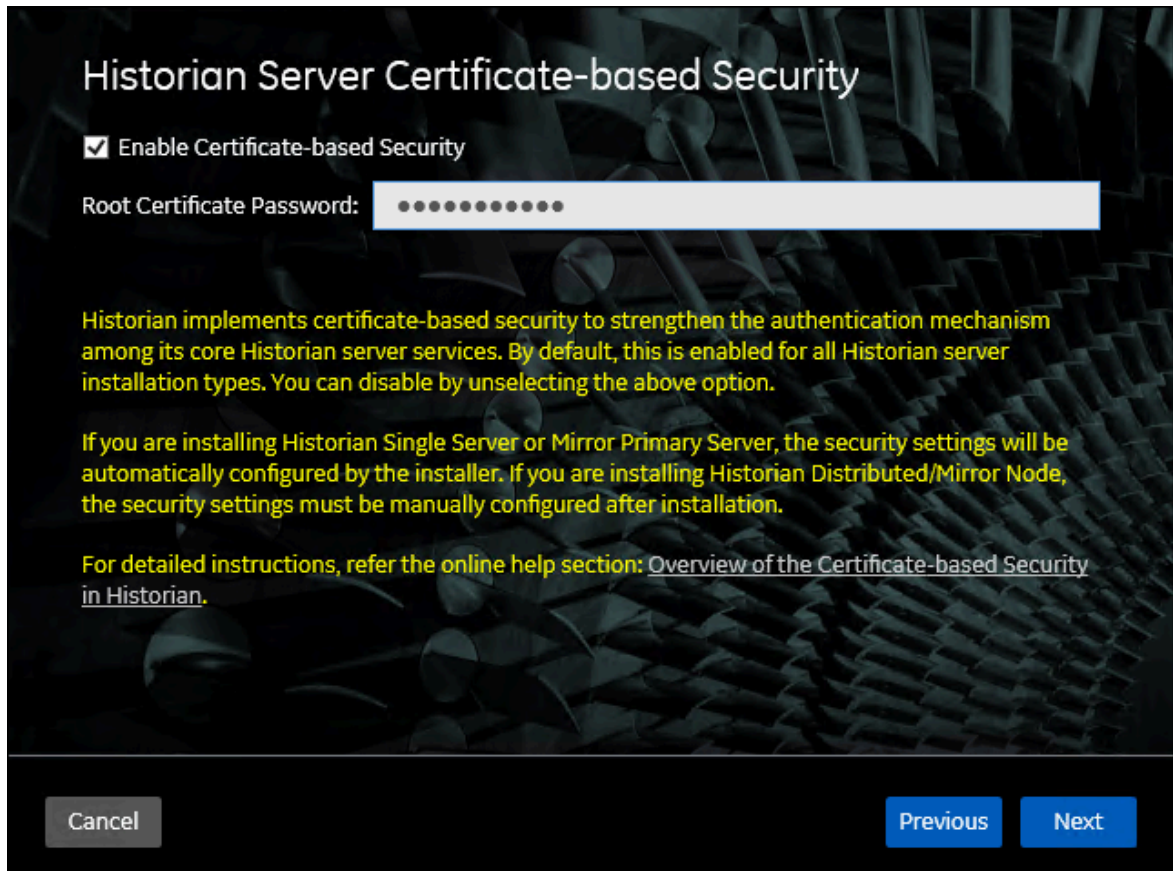 Historian Server Certificate-based Security
Enable Certificate-based Security
Root Certificate Password: ●●●●●●●●●●●
Historian implements certificate-based security to strengthen the authentication mechanism
among its core Historian server services. By default, this is enabled for all Historian server
installation types. You can disable by unselecting the above option.
If you are installing Historian Single Server or Mirror Primary Server, the security settings will be
automatically configured by the installer. If you are installing Historian Distributed/Mirror Node,
the security settings must be manually configured after installation.
For detailed instructions, refer the online help section: Overview of the Certificate-based Security
in Historian.
Cancel Previous Next